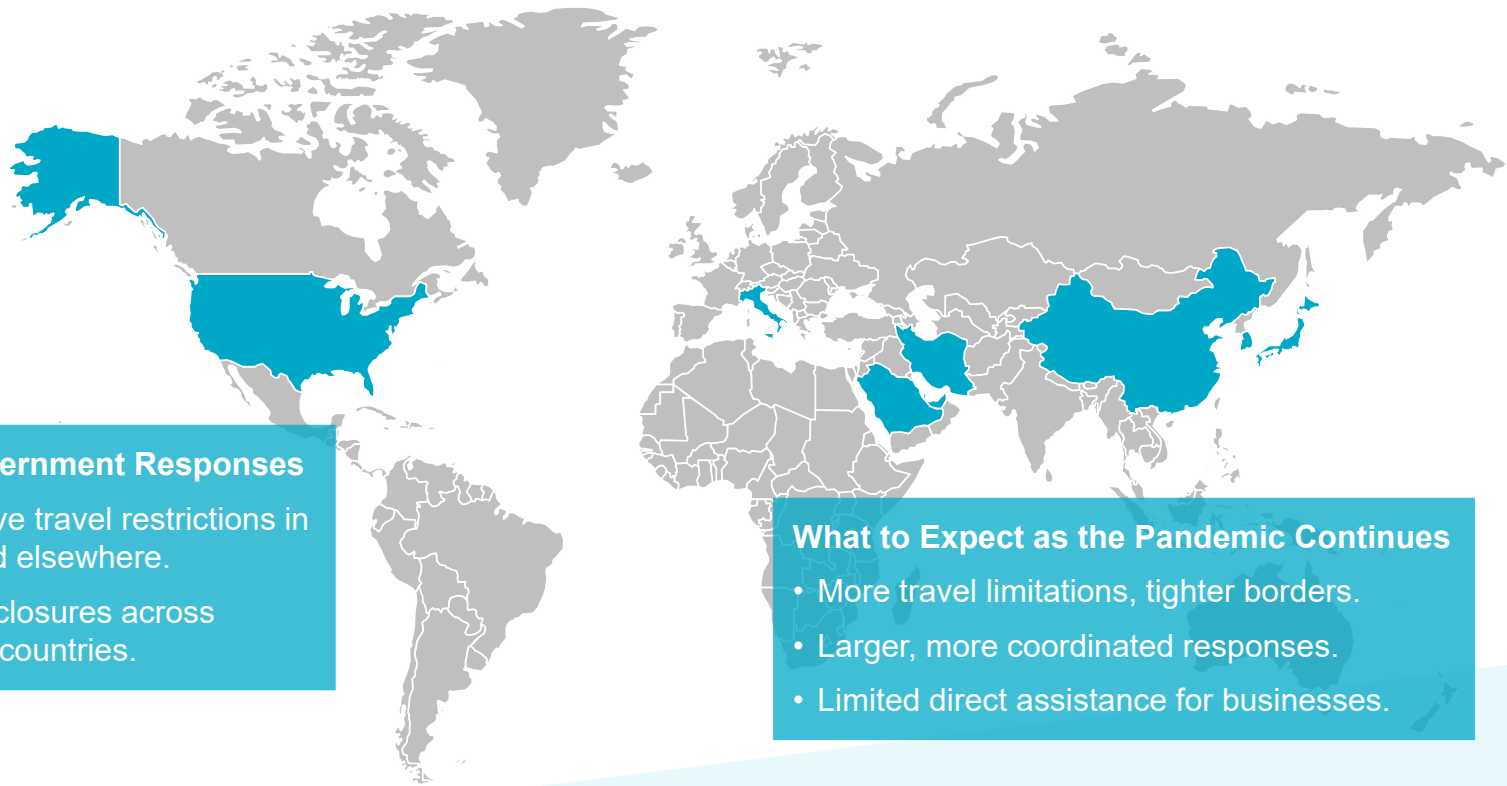 ernment Responses
ve travel restrictions in
d elsewhere.
closures across
countries.
What to Expect as the Pandemic Continues
• More travel limitations, tighter borders.
• Larger, more coordinated responses.
• Limited direct assistance for businesses.